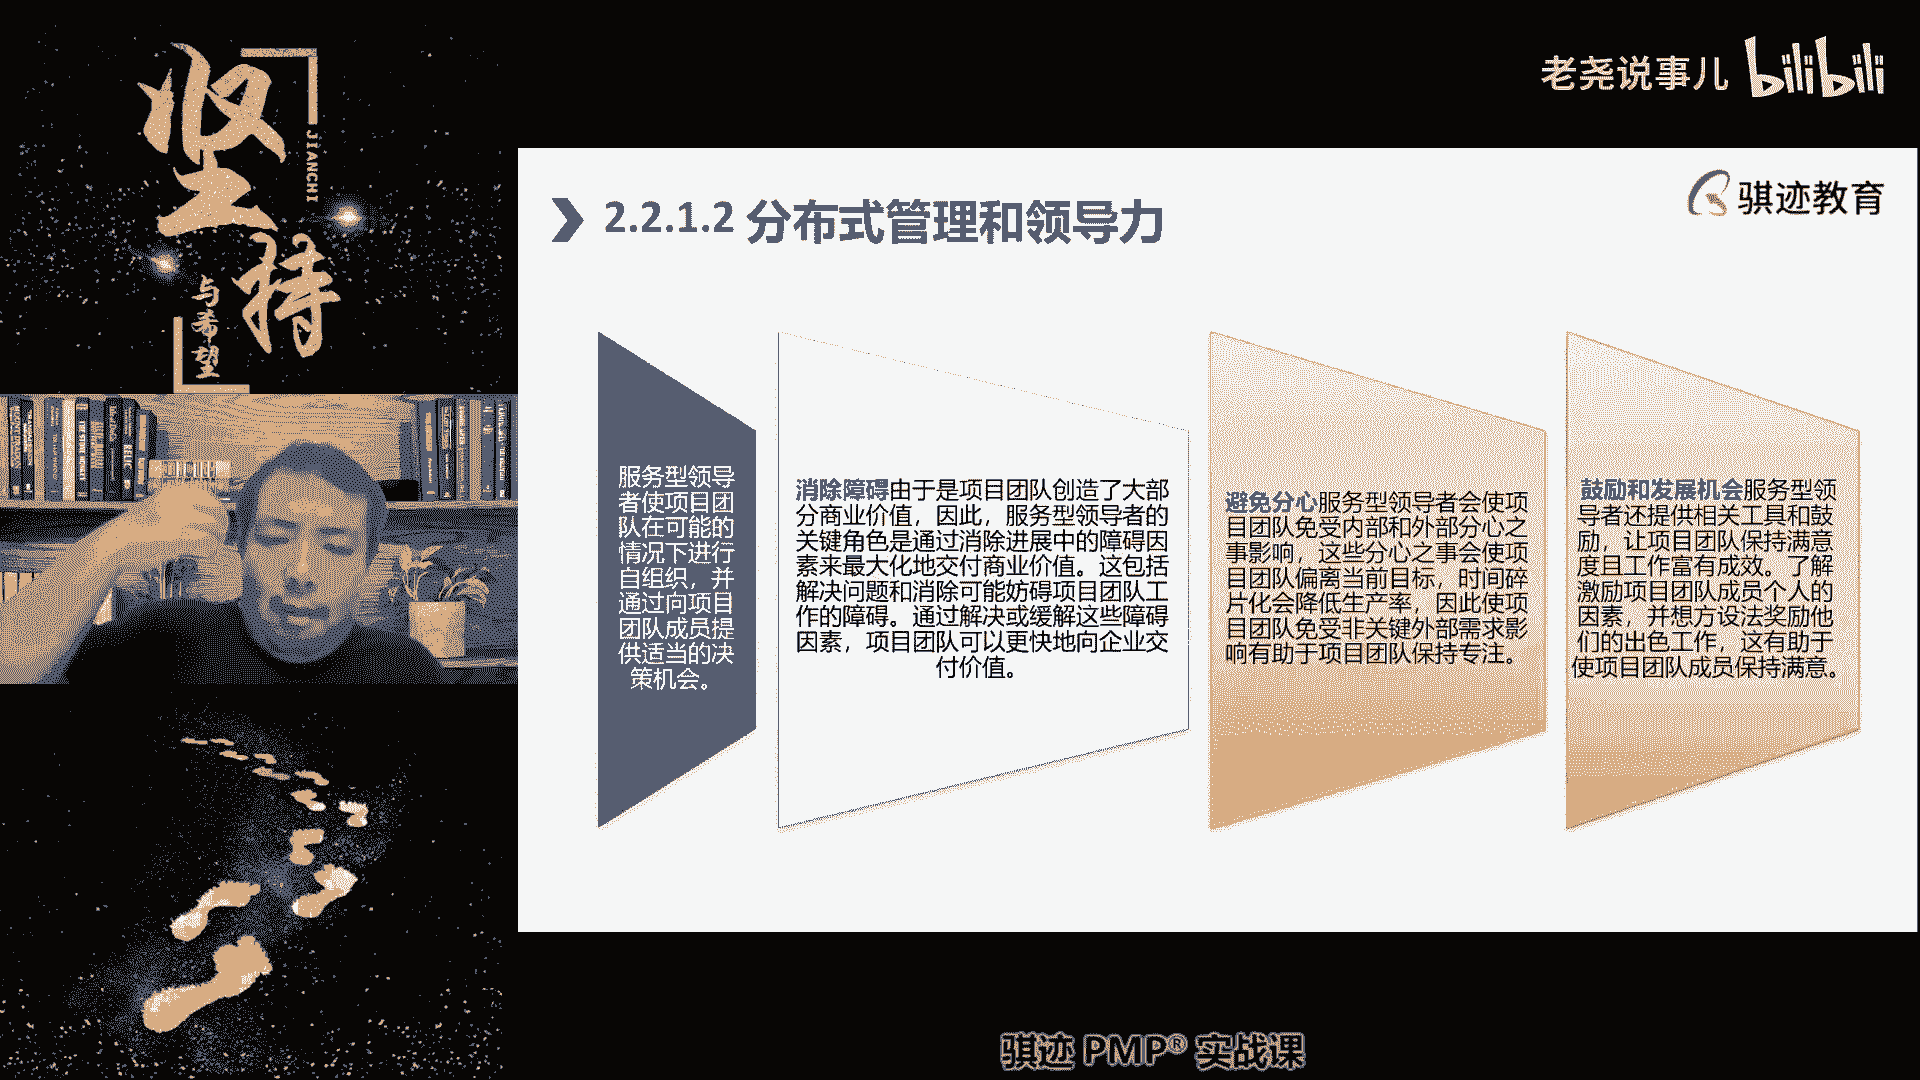 坚持
JIANCHI
与希望
老尧说事儿 bilibili
骐迹教育
2.2.1.2 分布式管理和领导力
服务型领导
者使项目团
队在可能的
情况下进行
自组织，并
通过向项目
团队成员提
供适当的决
策机会。
消除障碍由于是项目团队创造了大部
分商业价值，因此，服务型领导者的
关键角色是通过消除进展中的障碍因
素来最大化地交付商业价值。这包括
解决问题和消除可能妨碍项目团队工
作的障碍。通过解决或缓解这些障碍
因素，项目团队可以更快地向企业交
付价值。
避免分心服务型领导者会使项
目团队免受内部和外部分心之
事影响，这些分心之事会使项
目团队偏离当前目标，时间碎
片化会降低生产率，因此使项
目团队免受非关键外部需求影
响有助于项目团队保持专注。
鼓励和发展机会服务型领
导者还提供相关工具和鼓
励，让项目团队保持满意
度且工作富有成效。了解
激励项目团队成员个人的
因素，并想方设法奖励他
们的出色工作，这有助于
使项目团队成员保持满意。
骐迹 PMP® 实战课